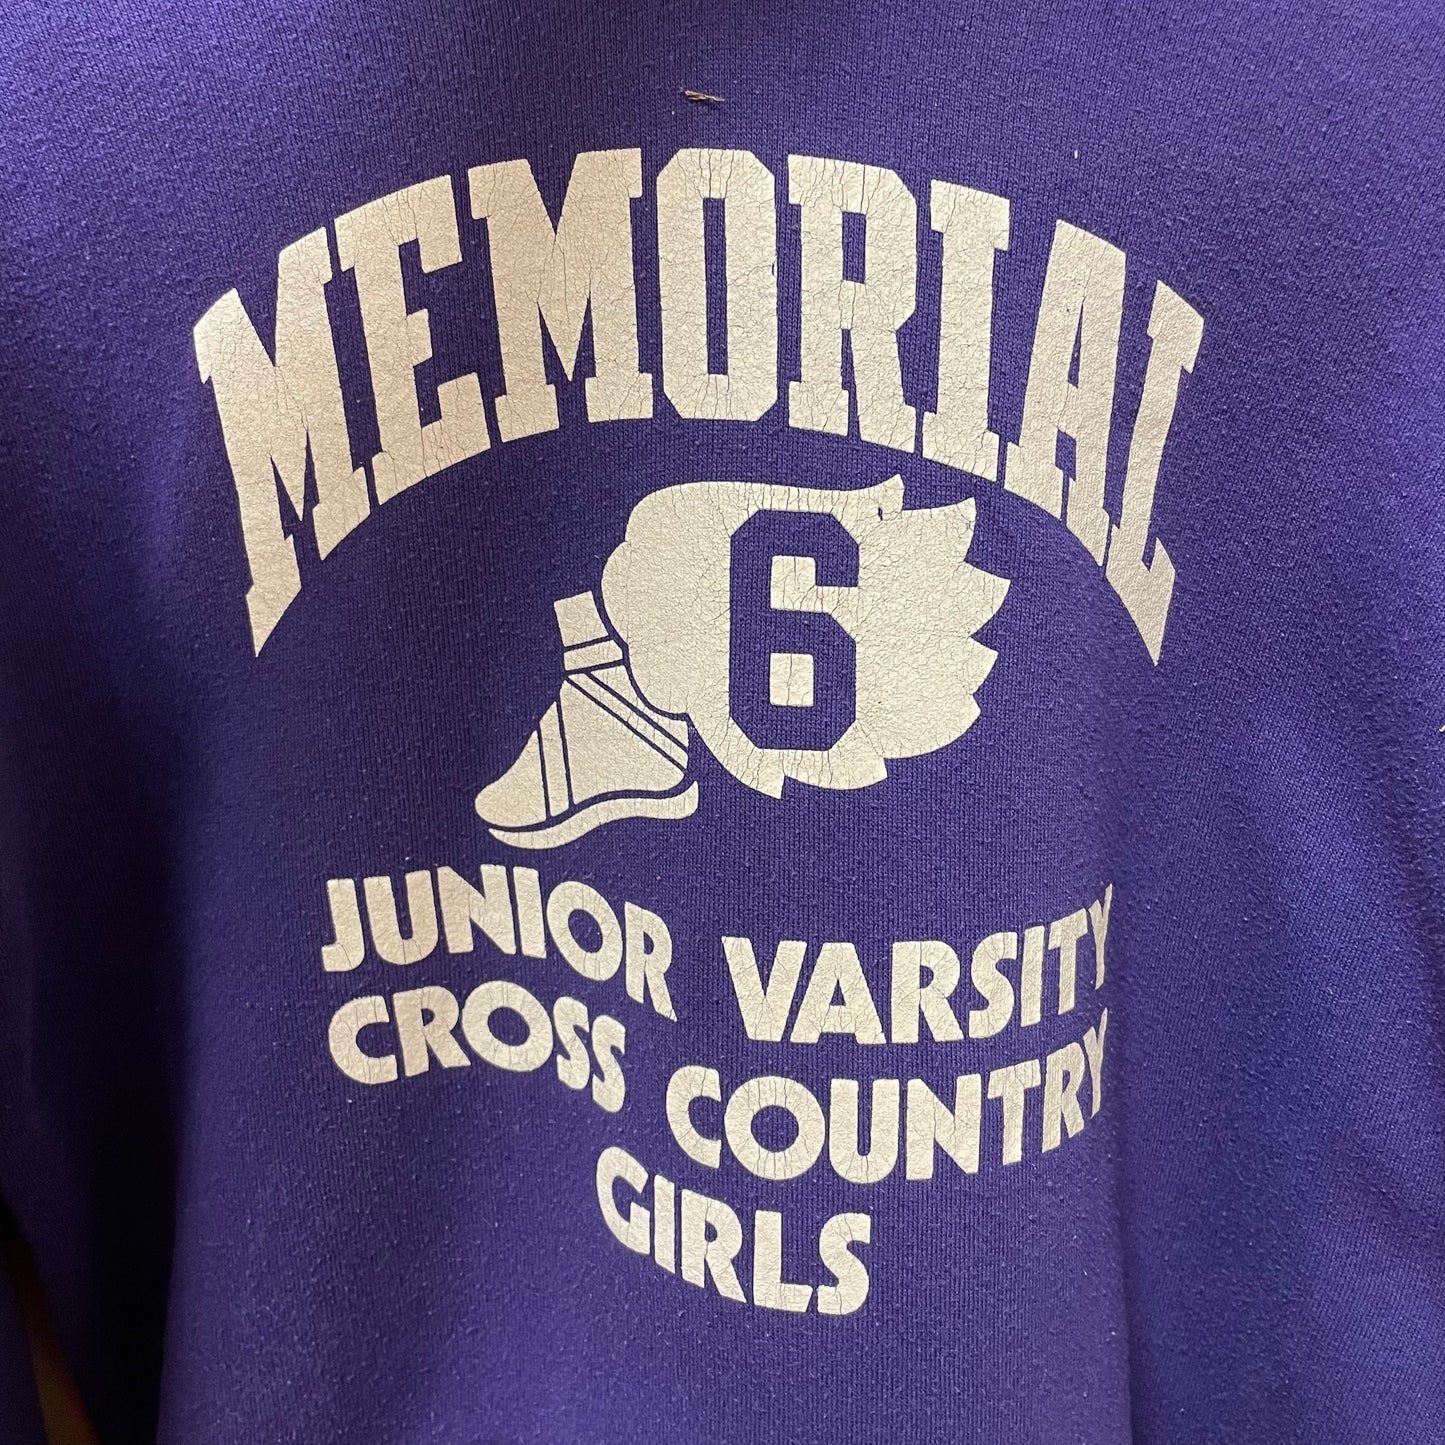 MEMORIAL
6
JUNIOR VARSITY
CROSS COUNTRY
GIRLS